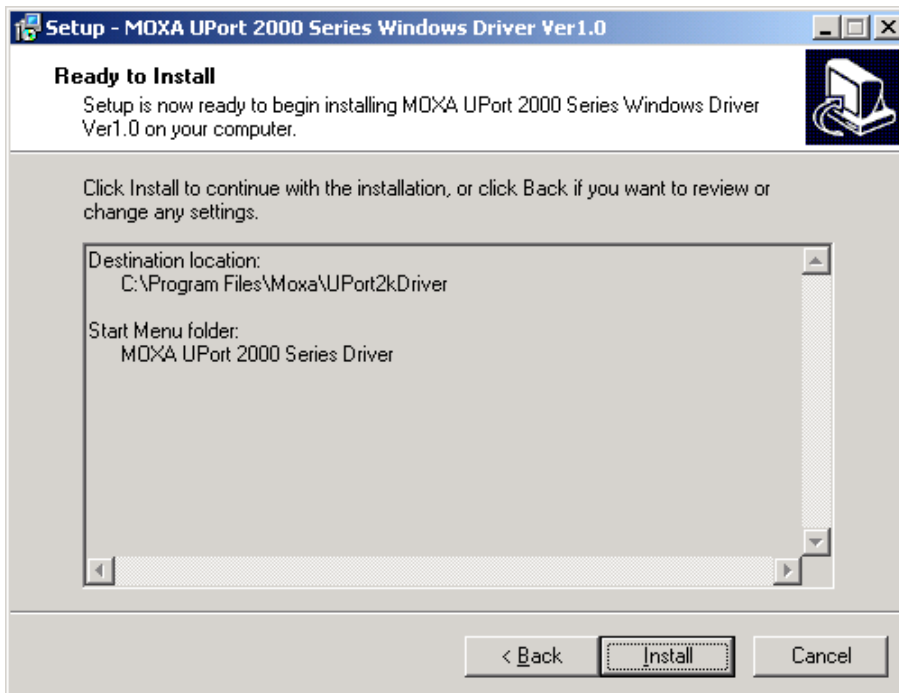 Setup - MOXA UPort 2000 Series Windows Driver Ver1.0
Ready to Install
Setup is now ready to begin installing MOXA UPort 2000 Series Windows Driver
Ver1.0 on your computer.
Click Install to continue with the installation, or click Back if you want to review or
change any settings.
Destination location:
C:\Program Files\Moxa\UPort2kDriver
Start Menu folder:
MOXA UPort 2000 Series Driver
< Back
Install
Cancel